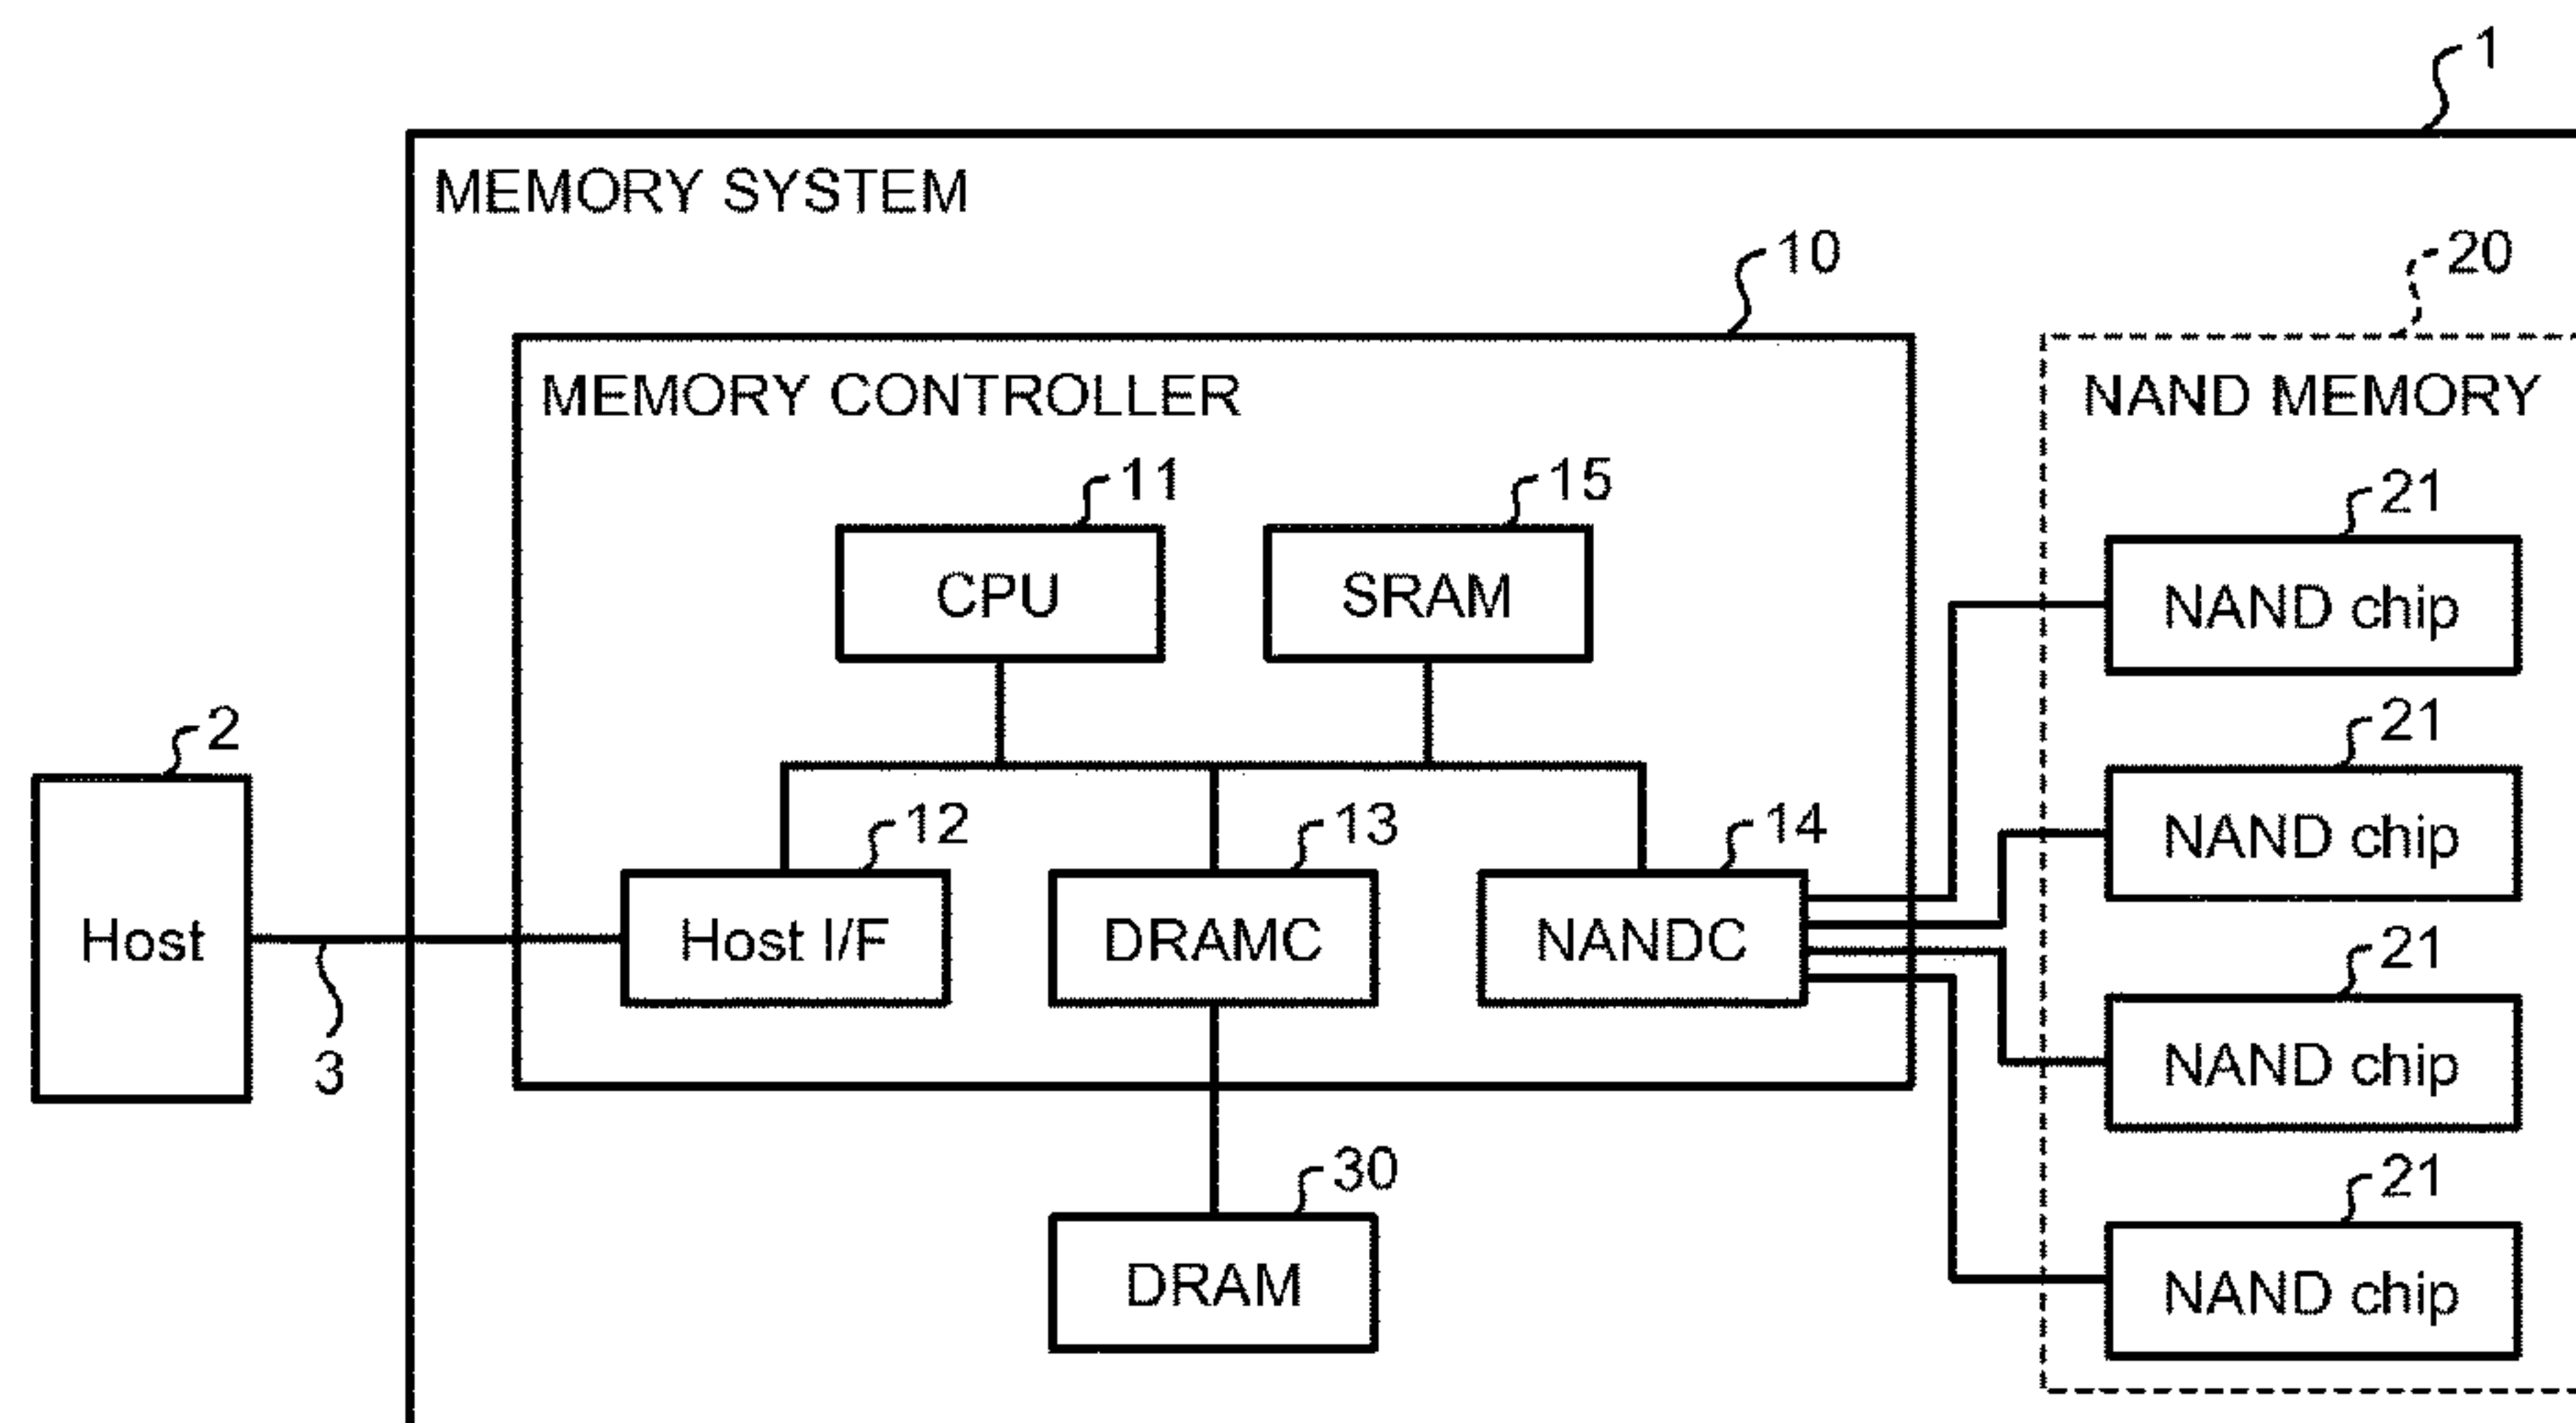 1
MEMORY SYSTEM
10
20
MEMORY CONTROLLER
NAND MEMORY
11
15
21
CPU
SRAM
NAND chip
2
21
12
13
14
NAND chip
Host
Host I/F
DRAMC
NANDC
21
3
NAND chip
30
21
DRAM
NAND chip